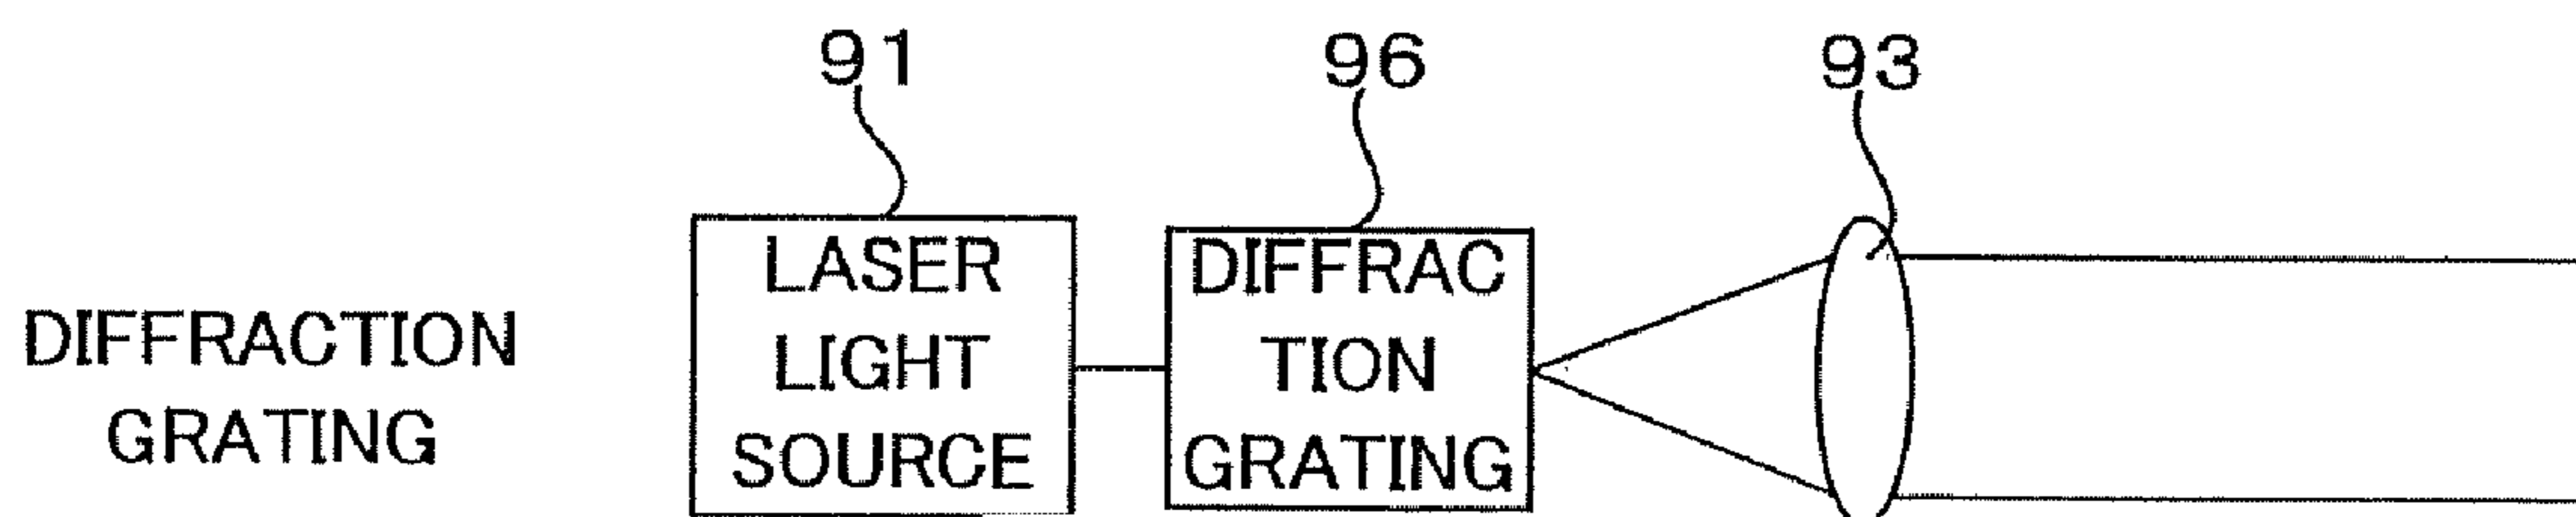 91
96
93
DIFFRACTION
GRATING
LASER
LIGHT
SOURCE
DIFFRAC
TION
GRATING